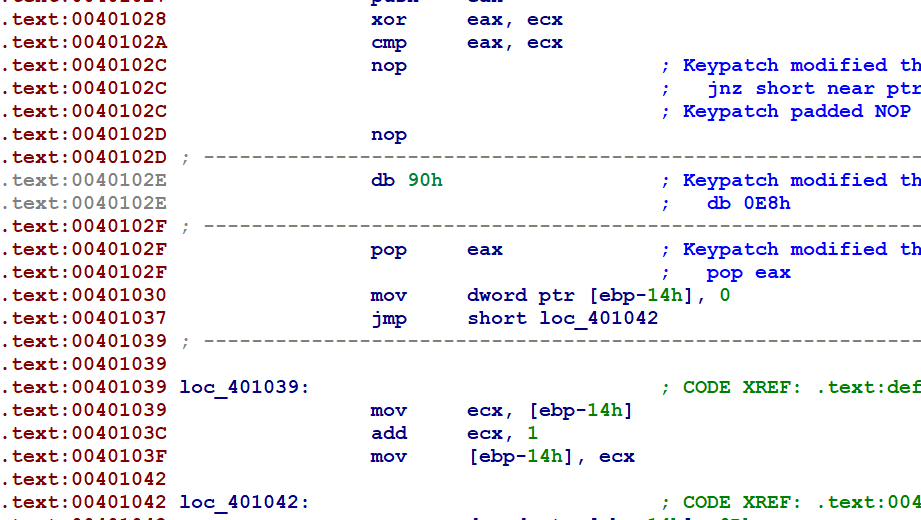 .text:00401028 xor eax, ecx
.text:0040102A cmp eax, ecx
.text:0040102C nop ; Keypatch modified th
.text:0040102C ; jnz short near ptr
.text:0040102C ; Keypatch padded NOP
.text:0040102D nop
.text:0040102D ; ---------------------------------------------------------------
.text:0040102E db 90h ; Keypatch modified th
.text:0040102E ; db 0E8h
.text:0040102F ; ---------------------------------------------------------------
.text:0040102F pop eax ; Keypatch modified th
.text:0040102F ; pop eax
.text:00401030 mov dword ptr [ebp-14h], 0
.text:00401037 jmp short loc_401042
.text:00401039 ; ---------------------------------------------------------------
.text:00401039
.text:00401039 loc_401039: ; CODE XREF: .text:def
.text:00401039 mov ecx, [ebp-14h]
.text:0040103C add ecx, 1
.text:0040103F mov [ebp-14h], ecx
.text:00401042
.text:00401042 loc_401042: ; CODE XREF: .text:004